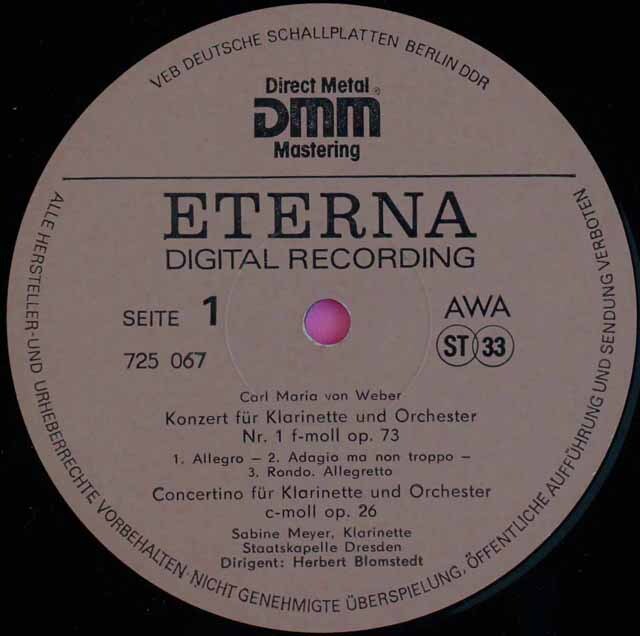 VEB DEUTSCHE SCHALLPLATTEN BERLIN DDR
Direct Metal
DMM®
Mastering
ETERNA
DIGITAL RECORDING
SEITE 1
AWA
725 067
ST 33
Carl Maria von Weber
Konzert für Klarinette und Orchester
Nr. 1 f-moll op. 73
1. Allegro – 2. Adagio ma non troppo –
3. Rondo. Allegretto
Concertino für Klarinette und Orchester
c-moll op. 26
Sabine Meyer, Klarinette
Staatskapelle Dresden
Dirigent: Herbert Blomstedt
ALLE HERSTELLER-UND URHEBERRECHTE VORBEHALTEN·NICHT GENEHMIGTE ÜBERSPIELUNG, ÖFFENTLICHE AUFFÜHRUNG UND SENDUNG VERBOTEN